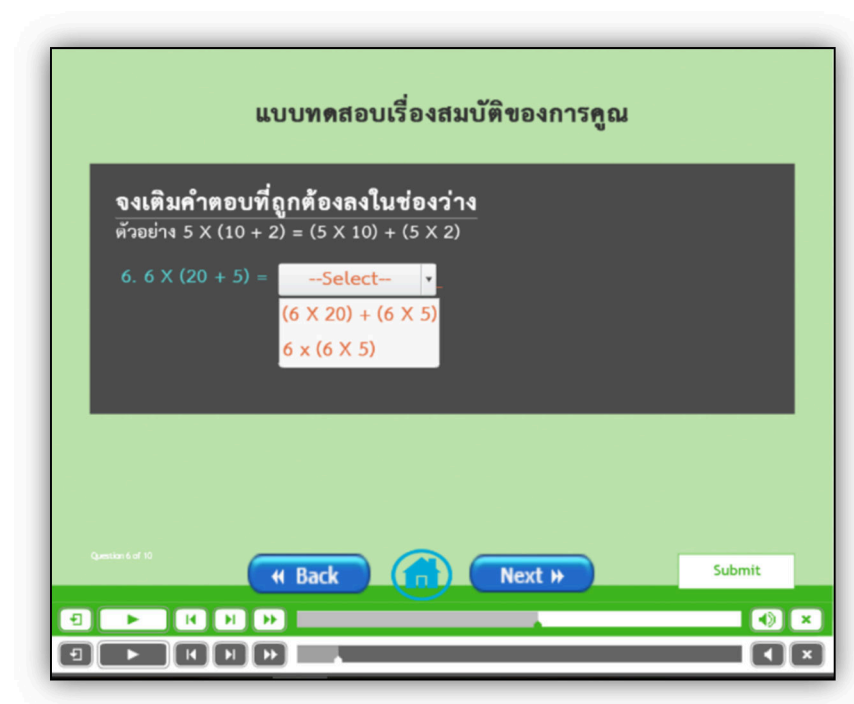 แบบทดสอบเรื่องสมบัติของการคูณ
จงเติมคำตอบที่ถูกต้องลงในช่องว่าง
ตัวอย่าง 5 X (10 + 2) = (5 X 10) + (5 X 2)
6. 6 X (20 + 5) = --Select--
(6 X 20) + (6 X 5)
6 x (6 X 5)
Question 6 of 10
Back
Next
Submit